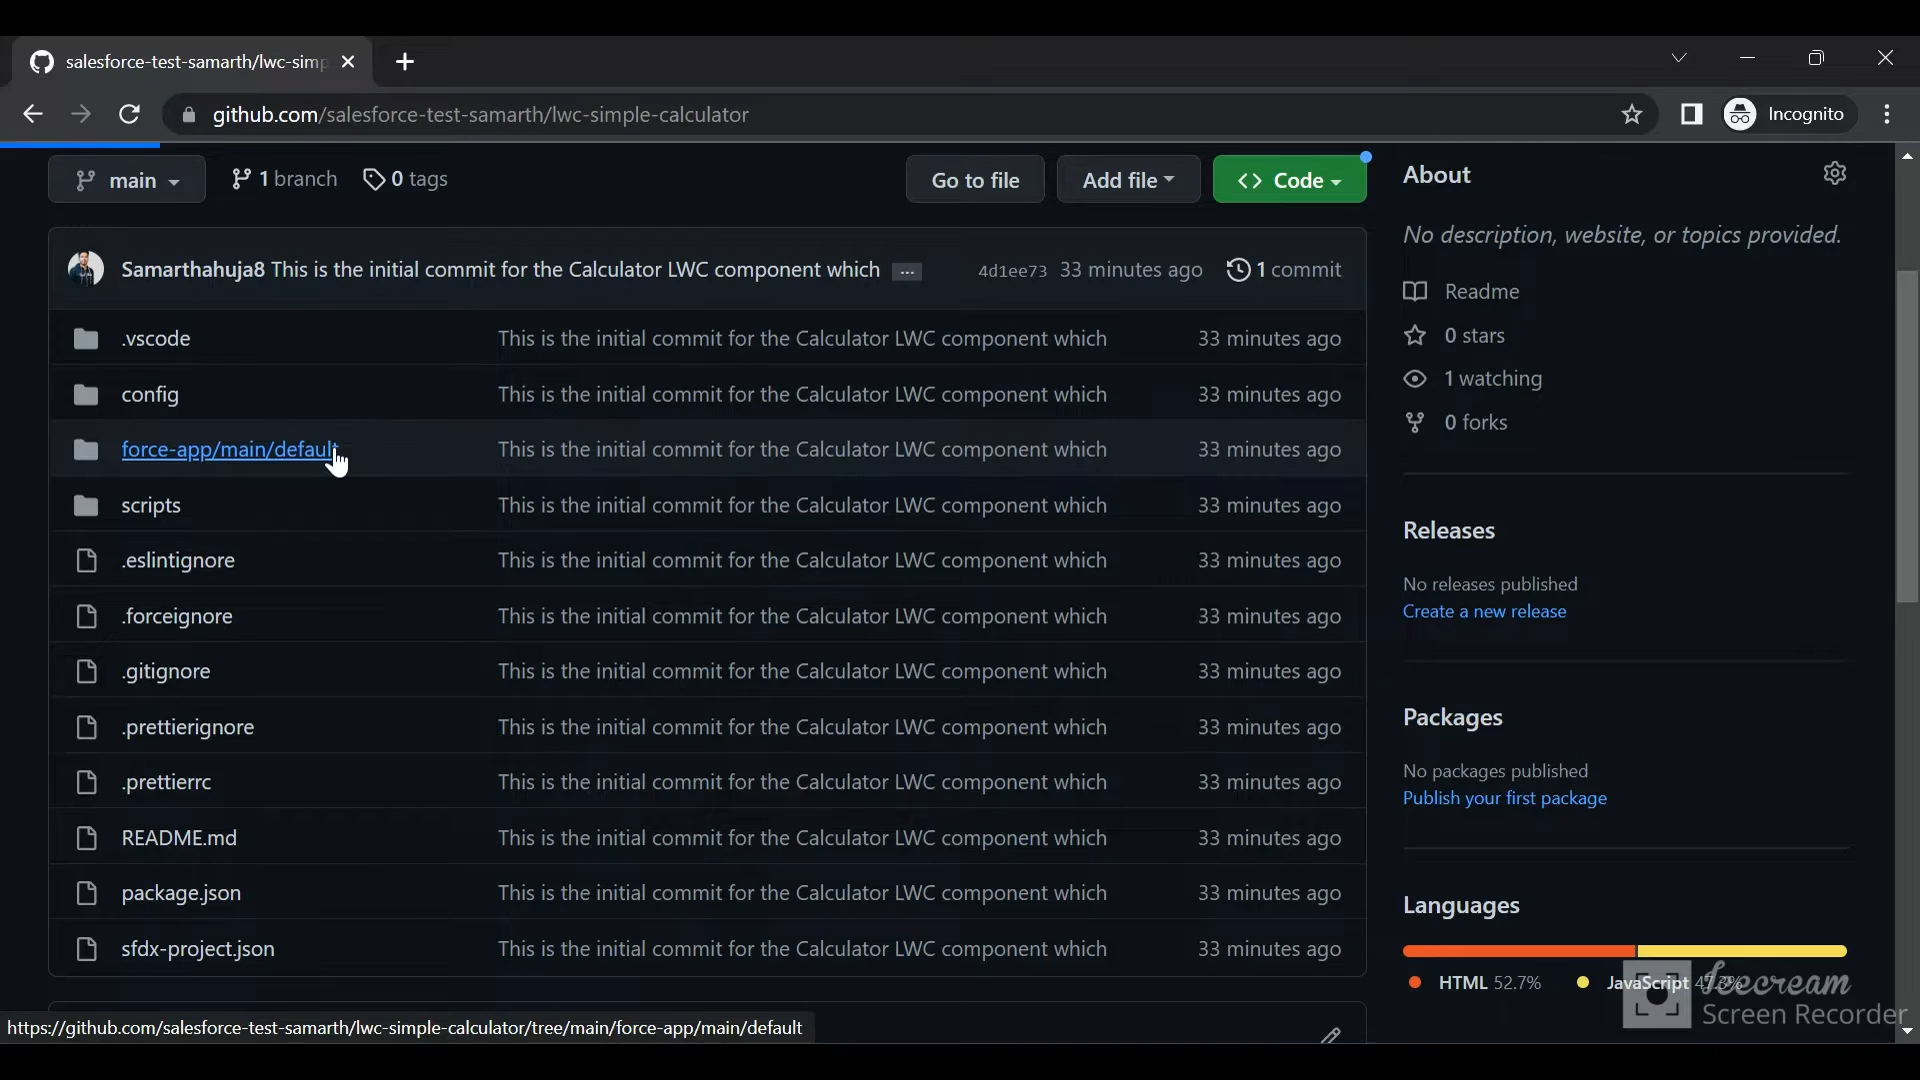 salesforce-test-samarth/lwc-simp
github.com/salesforce-test-samarth/lwc-simple-calculator
Incognito
main
1 branch
0 tags
Go to file
Add file
<> Code
Samarthahuja8 This is the initial commit for the Calculator LWC component which ...
4d1ee73 33 minutes ago
1 commit
.vscode This is the initial commit for the Calculator LWC component which 33 minutes ago
config This is the initial commit for the Calculator LWC component which 33 minutes ago
force-app/main/default This is the initial commit for the Calculator LWC component which 33 minutes ago
scripts This is the initial commit for the Calculator LWC component which 33 minutes ago
.eslintignore This is the initial commit for the Calculator LWC component which 33 minutes ago
.forceignore This is the initial commit for the Calculator LWC component which 33 minutes ago
.gitignore This is the initial commit for the Calculator LWC component which 33 minutes ago
.prettierignore This is the initial commit for the Calculator LWC component which 33 minutes ago
.prettierrc This is the initial commit for the Calculator LWC component which 33 minutes ago
README.md This is the initial commit for the Calculator LWC component which 33 minutes ago
package.json This is the initial commit for the Calculator LWC component which 33 minutes ago
sfdx-project.json This is the initial commit for the Calculator LWC component which 33 minutes ago
About
No description, website, or topics provided.
Readme
0 stars
1 watching
0 forks
Releases
No releases published
Create a new release
Packages
No packages published
Publish your first package
Languages
HTML 52.7%
JavaScript 47.3%
Icecream
Screen Recorder
https://github.com/salesforce-test-samarth/lwc-simple-calculator/tree/main/force-app/main/default